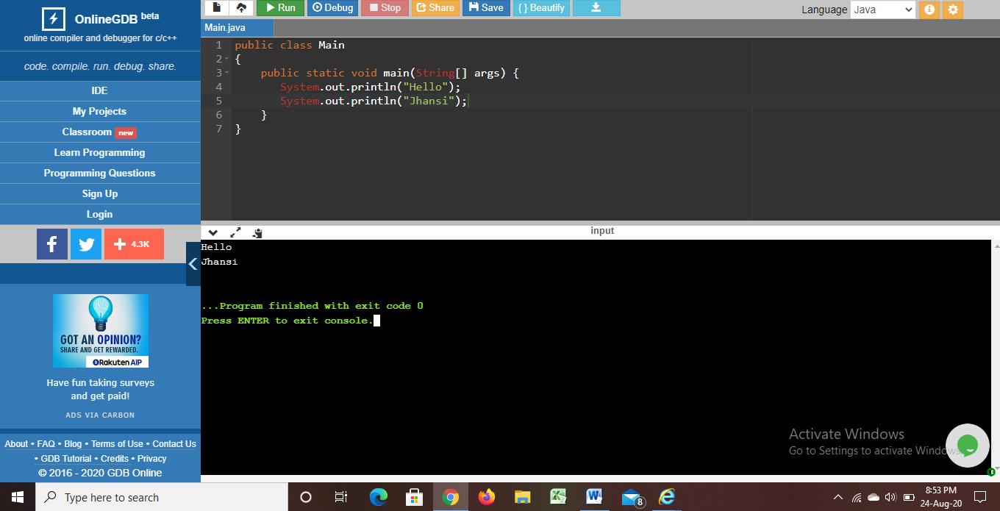 OnlineGDB beta
online compiler and debugger for c/c++
code. compile. run. debug. share.
IDE
My Projects
Classroom new
Learn Programming
Programming Questions
Sign Up
Login
4.3K
GOT AN OPINION?
SHARE AND GET REWARDED.
Rakuten AIP
Have fun taking surveys
and get paid!
ADS VIA CARBON
About • FAQ • Blog • Terms of Use • Contact Us
• GDB Tutorial • Credits • Privacy
© 2016 - 2020 GDB Online
Run Debug Stop Share Save { } Beautify
Language Java
Main.java
1 public class Main
2 {
3 public static void main(String[] args) {
4 System.out.println("Hello");
5 System.out.println("Jhansi");
6 }
7 }
input
Hello
Jhansi
...Program finished with exit code 0
Press ENTER to exit console.
Activate Windows
Go to Settings to activate Windows.
Type here to search
8
8:53 PM
24-Aug-20